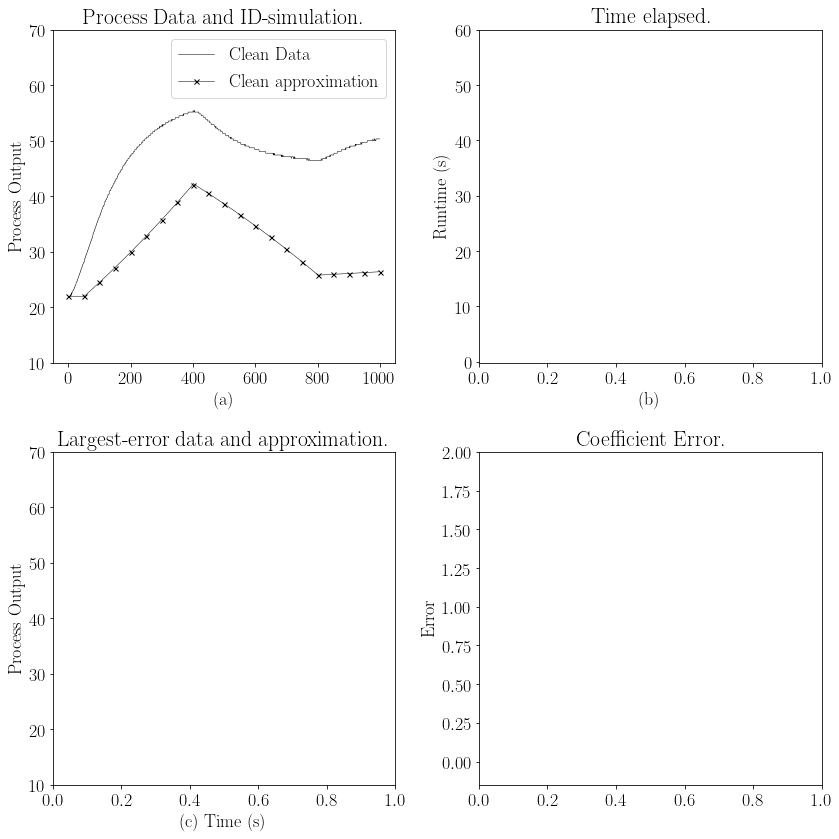 Process Data and ID-simulation.
70
60
50
40
30
20
10
Process Output
Clean Data
Clean approximation
0 200 400 600 800 1000
(a)
Time elapsed.
60
50
40
30
20
10
0
Runtime (s)
0.0 0.2 0.4 0.6 0.8 1.0
(b)
Largest-error data and approximation.
70
60
50
40
30
20
10
Process Output
0.0 0.2 0.4 0.6 0.8 1.0
(c) Time (s)
Coefficient Error.
2.00
1.75
1.50
1.25
1.00
0.75
0.50
0.25
0.00
Error
0.0 0.2 0.4 0.6 0.8 1.0